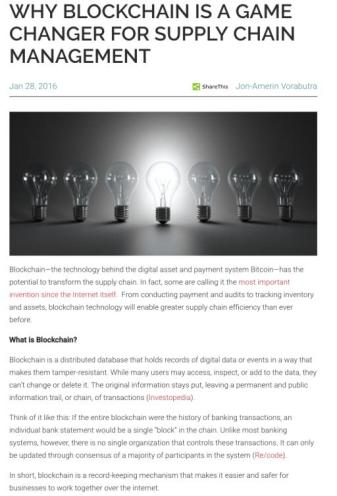 WHY BLOCKCHAIN IS A GAME
CHANGER FOR SUPPLY CHAIN
MANAGEMENT
Jan 28, 2016
ShareThis
Jon-Amerin Vorabutra
Blockchain—the technology behind the digital asset and payment system Bitcoin—has the
potential to transform the supply chain. In fact, some are calling it the most important
invention since the Internet itself. From conducting payment and audits to tracking inventory
and assets, blockchain technology will enable greater supply chain efficiency than ever
before.
What is Blockchain?
Blockchain is a distributed database that holds records of digital data or events in a way that
makes them tamper-resistant. While many users may access, inspect, or add to the data, they
can't change or delete it. The original information stays put, leaving a permanent and public
information trail, or chain, of transactions (Investopedia).
Think of it like this: If the entire blockchain were the history of banking transactions, an
individual bank statement would be a single "block" in the chain. Unlike most banking
systems, however, there is no single organization that controls these transactions. It can only
be updated through consensus of a majority of participants in the system (Re/code).
In short, blockchain is a record-keeping mechanism that makes it easier and safer for
businesses to work together over the internet.